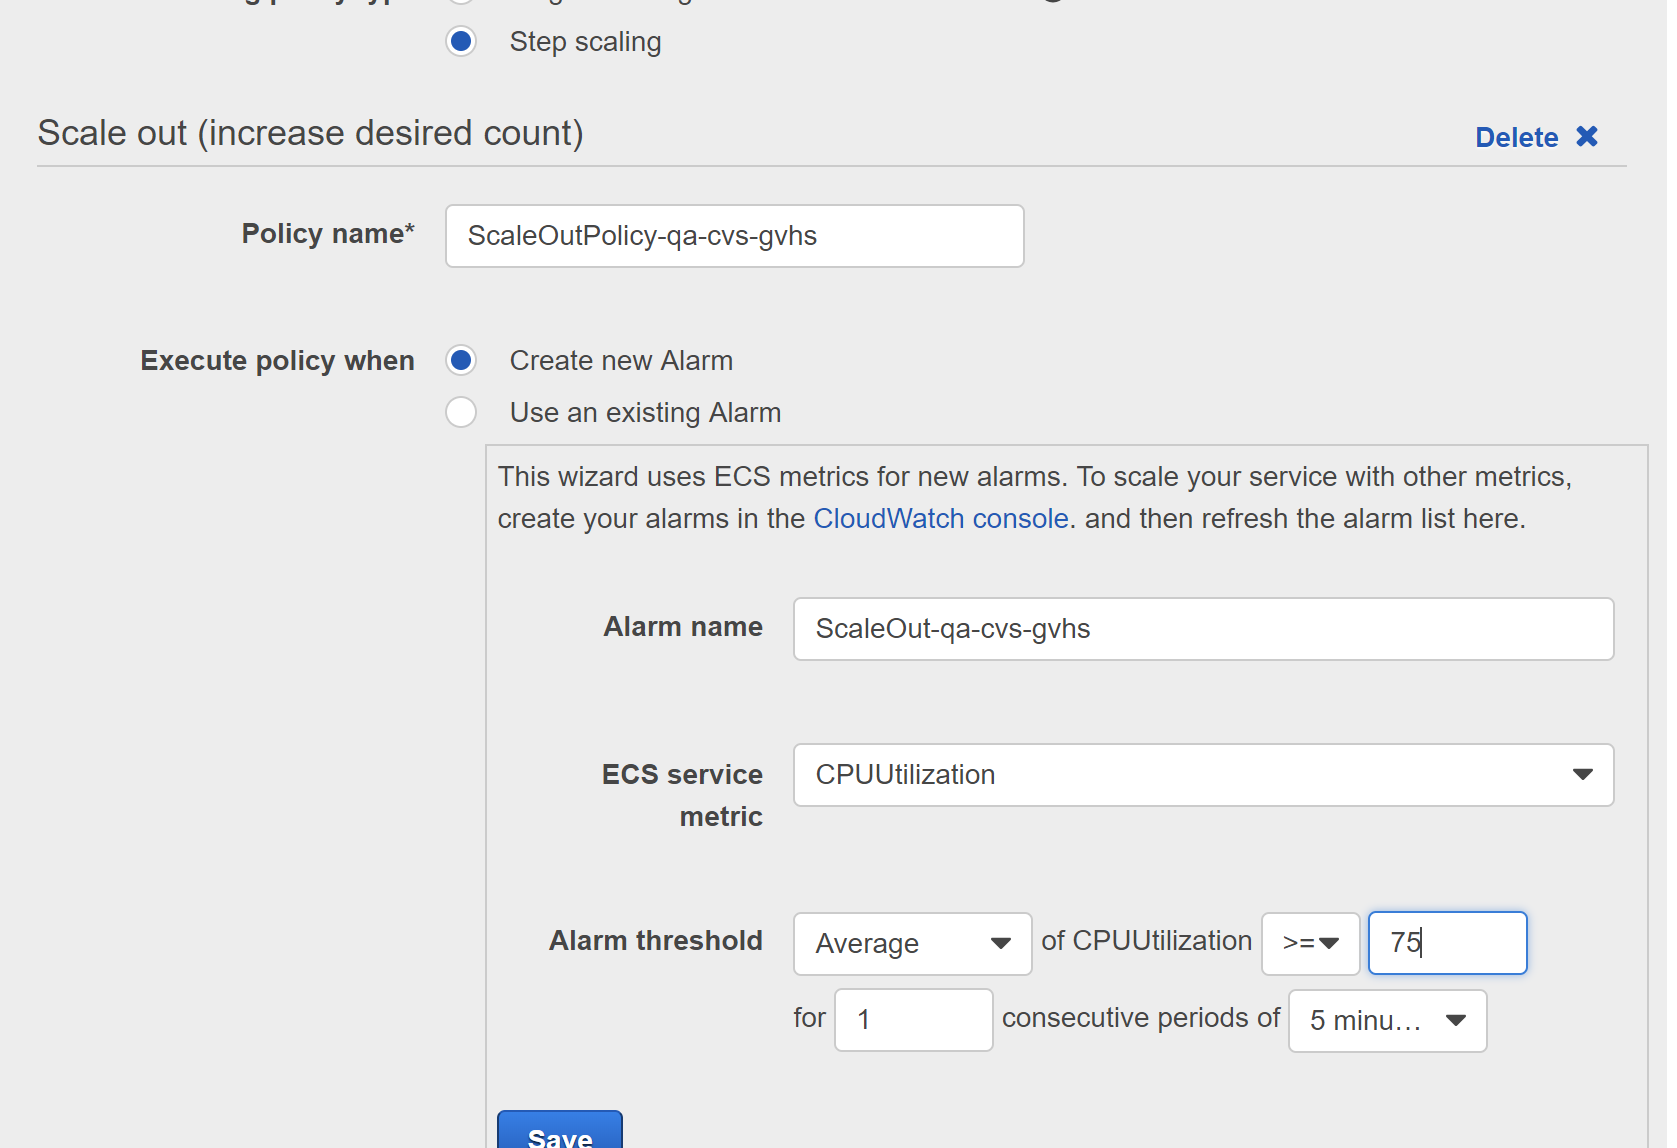 Step scaling
Scale out (increase desired count)
Delete ✖
Policy name*
ScaleOutPolicy-qa-cvs-gvhs
Execute policy when
Create new Alarm
Use an existing Alarm
This wizard uses ECS metrics for new alarms. To scale your service with other metrics,
create your alarms in the CloudWatch console. and then refresh the alarm list here.
Alarm name
ScaleOut-qa-cvs-gvhs
ECS service
metric
CPUUtilization
Alarm threshold
Average of CPUUtilization >= 75
for 1 consecutive periods of 5 minu...
Save